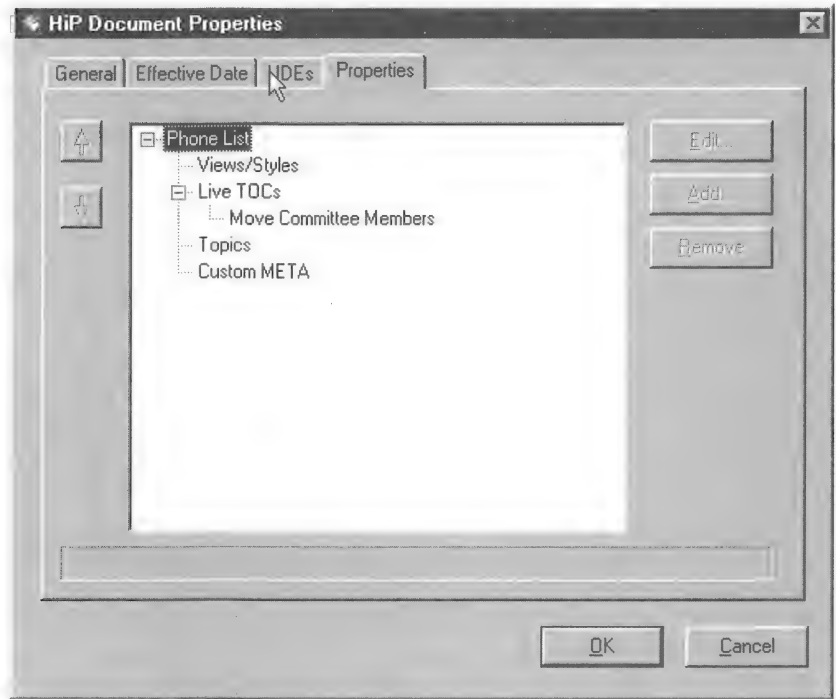 HiP Document Properties
General Effective Date HDEs Properties
Phone List
Views/Styles
Live TOCs
Move Committee Members
Topics
Custom META
Edit...
Add...
Remove
OK Cancel